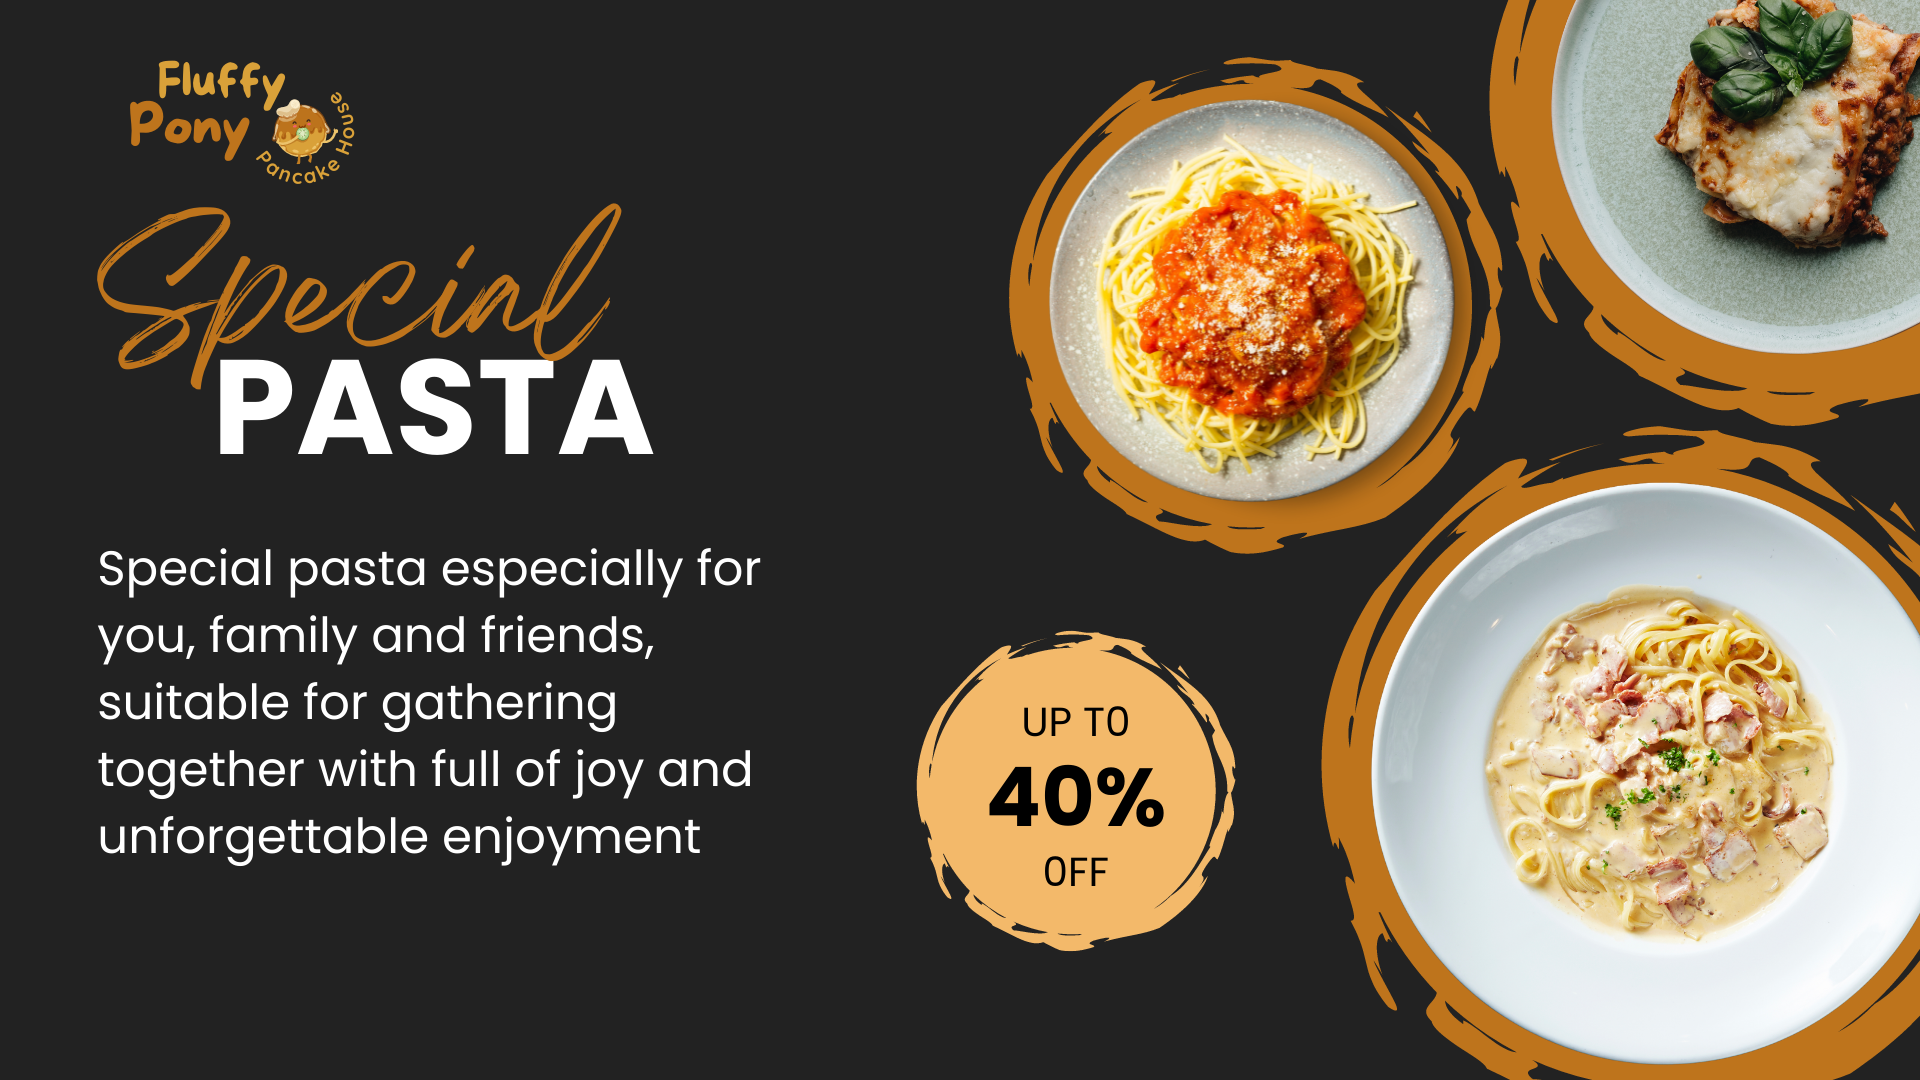 Fluffy
Pony
Pancake House
Special
PASTA
Special pasta especially for
you, family and friends,
suitable for gathering
together with full of joy and
unforgettable enjoyment
UP TO
40%
OFF